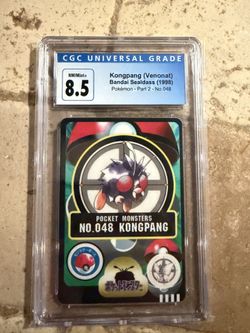 CGC UNIVERSAL GRADE
NM/Mint+
8.5
Kongpang (Venonat)
Bandai Sealdass (1998)
Pokémon - Part 2 - No.048
POCKET MONSTERS
NO.048 KONGPANG